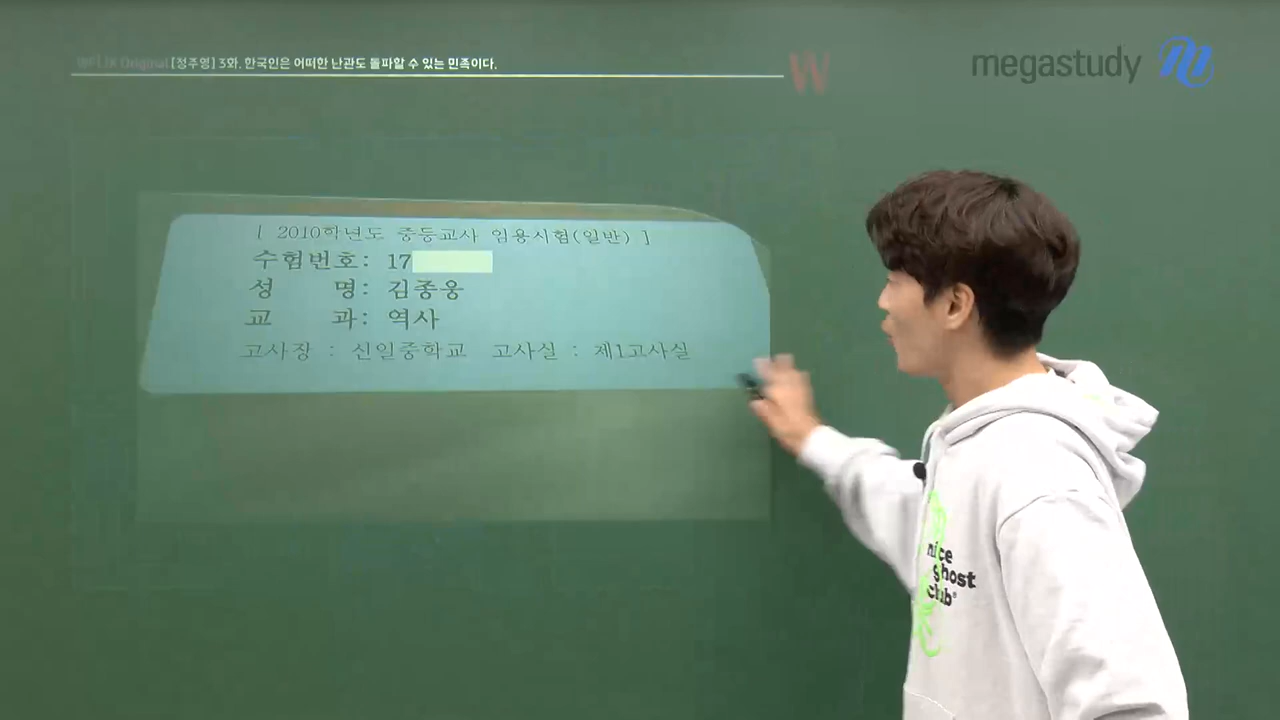 Original [정주영] 3화. 한국인은 어떠한 난관도 돌파할 수 있는 민족이다.
W
megastudy
[ 2010학년도 중등교사 임용시험(일반) ]
수험번호: 17
성 명: 김종웅
교 과: 역사
고사장 : 신일중학교 고사실 : 제1고사실
nice
ghost
club®